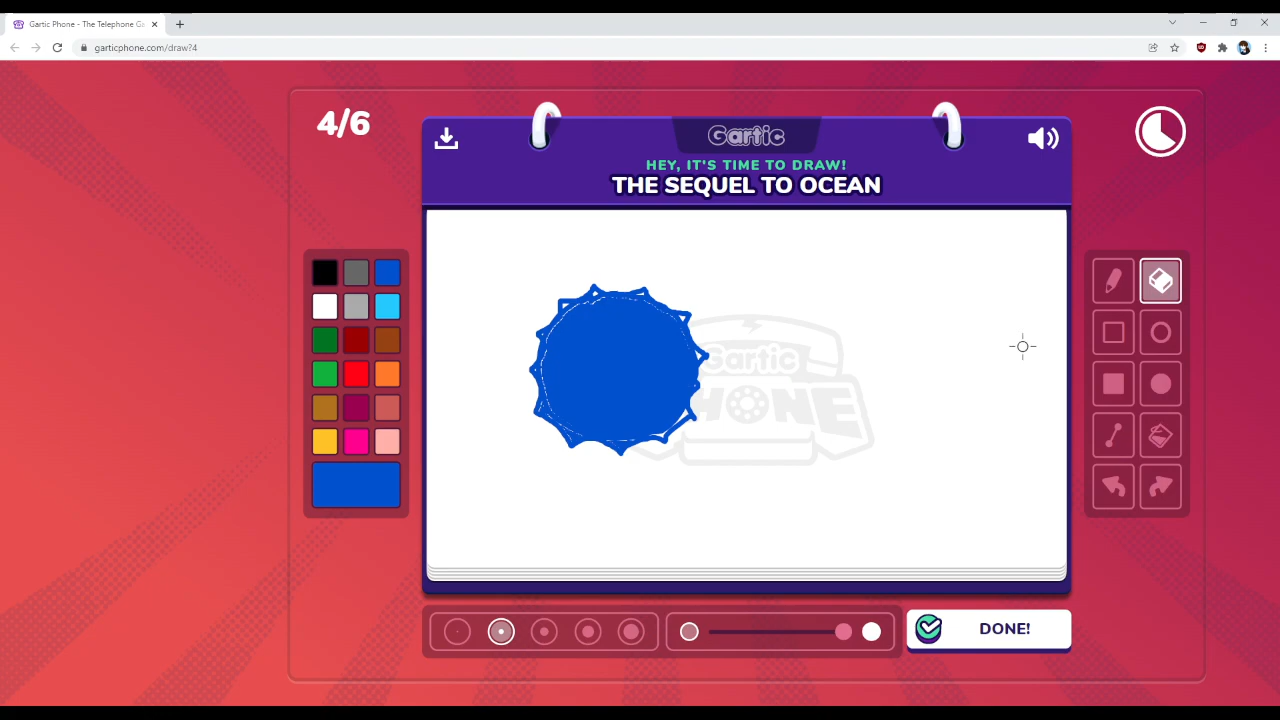 Gartic Phone - The Telephone Ga
garticphone.com/draw?4
4/6
Gartic
HEY, IT'S TIME TO DRAW!
THE SEQUEL TO OCEAN
Gartic
PHONE
DONE!